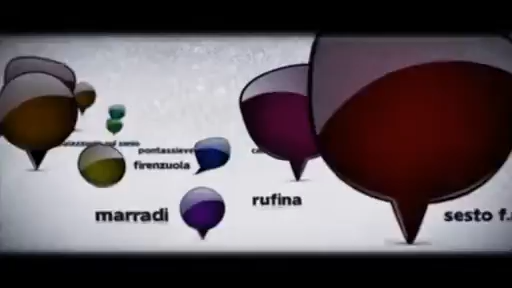 pontassieve
firenzuola
marradi
rufina
sesto f.